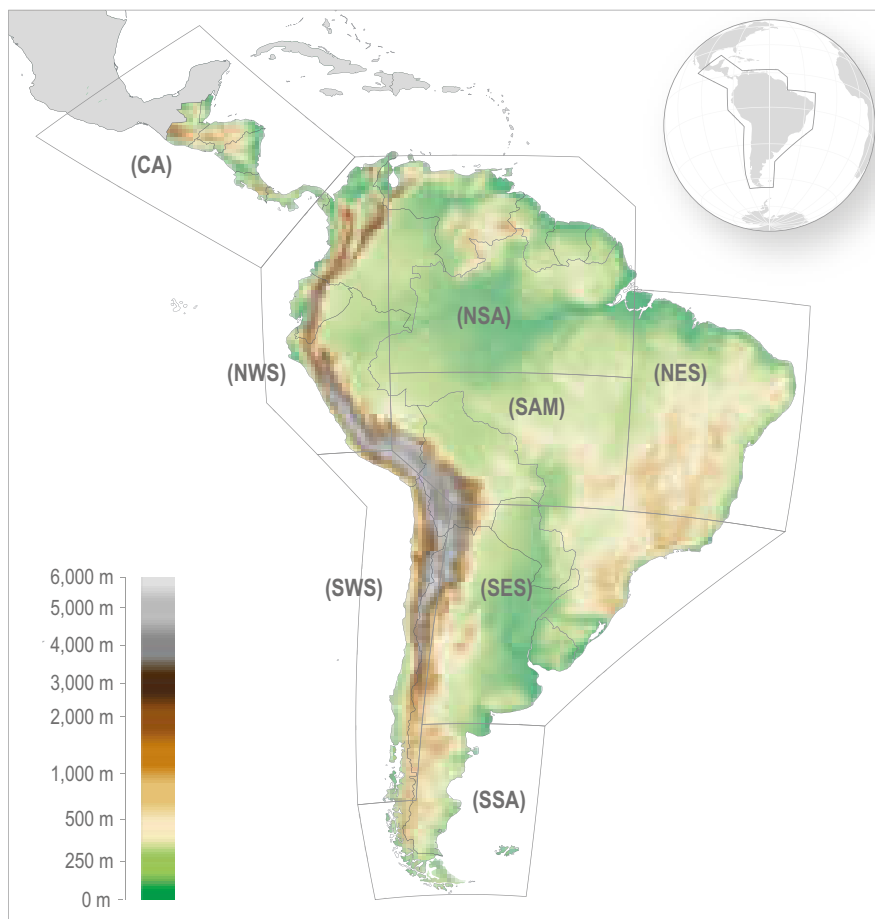 (CA)
(NSA)
(NWS)
(NES)
(SAM)
(SWS)
(SES)
(SSA)
6,000 m
5,000 m
4,000 m
3,000 m
2,000 m
1,000 m
500 m
250 m
0 m